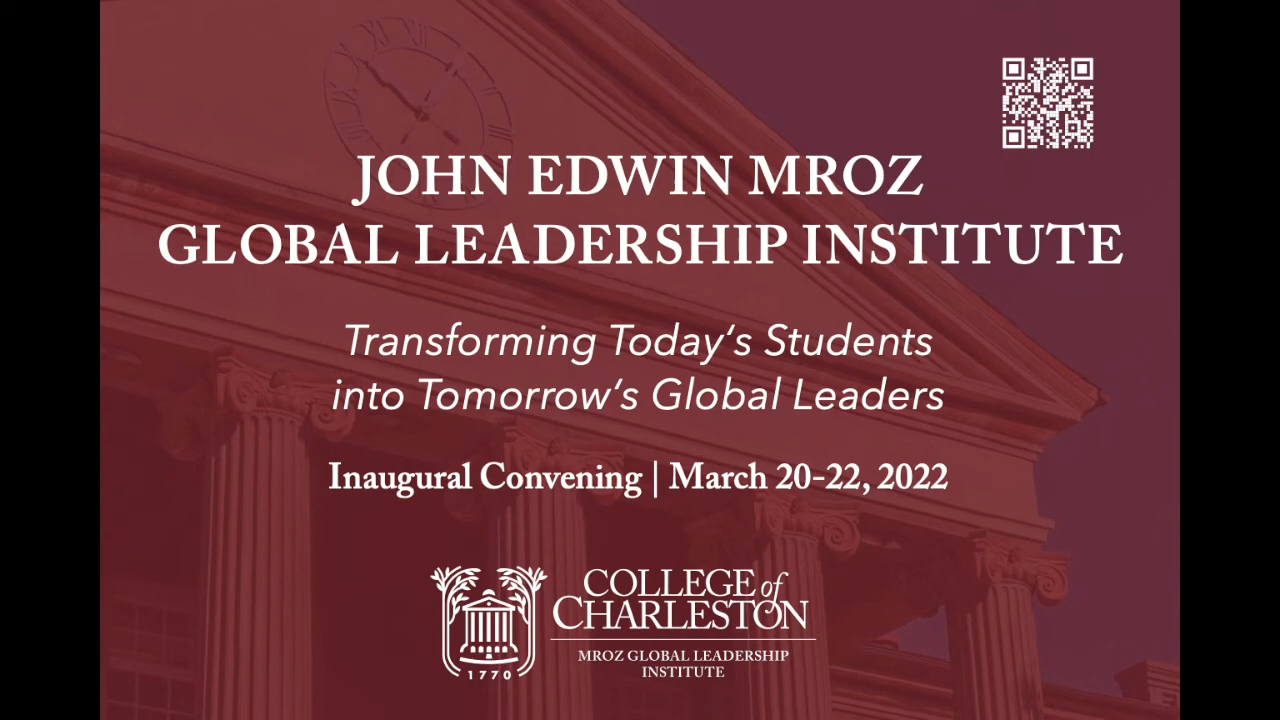 JOHN EDWIN MROZ
GLOBAL LEADERSHIP INSTITUTE
Transforming Today‘s Students
into Tomorrow‘s Global Leaders
Inaugural Convening | March 20-22, 2022
COLLEGE of
CHARLESTON
MROZ GLOBAL LEADERSHIP
INSTITUTE
1770